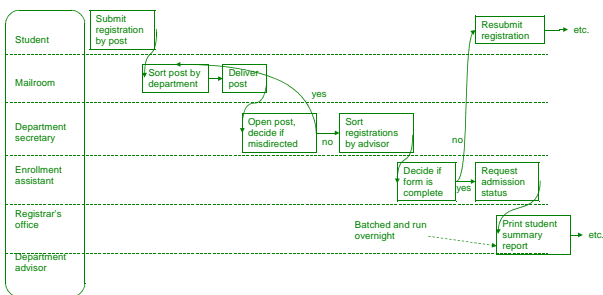 Student
Submit
registration
by post
Resubmit
registration
etc.
Mailroom
Sort post by
department
Deliver
post
yes
Department
secretary
Open post,
decide if
misdirected
no
Sort
registrations
by advisor
no
Enrollment
assistant
Decide if
form is
complete
yes
Request
admission
status
Registrar's
office
Batched and run
overnight
Print student
summary
report
etc.
Department
advisor